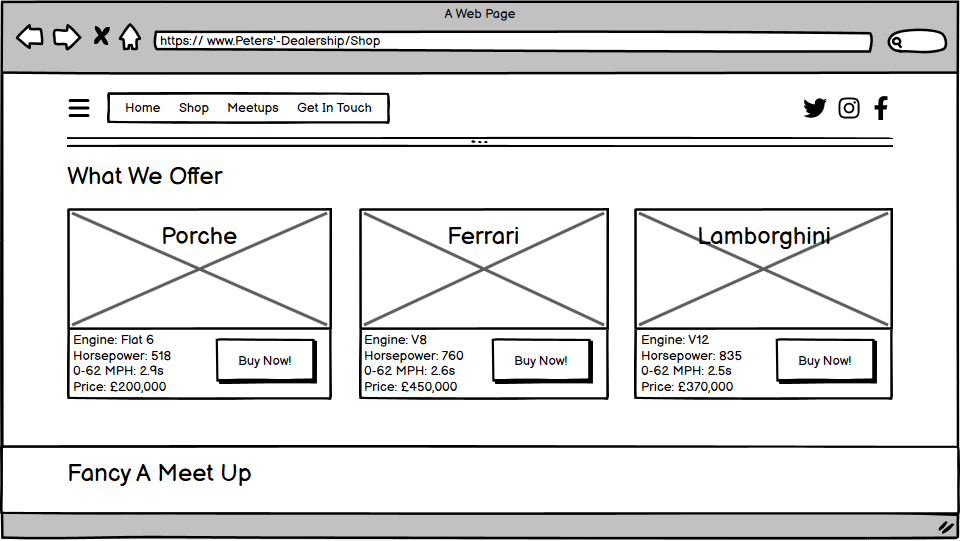 A Web Page
https:// www.Peters'-Dealership/Shop
Home Shop Meetups Get In Touch
What We Offer
Porche
Engine: Flat 6
Horsepower: 518
0-62 MPH: 2.9s
Price: £200,000
Buy Now!
Ferrari
Engine: V8
Horsepower: 760
0-62 MPH: 2.6s
Price: £450,000
Buy Now!
Lamborghini
Engine: V12
Horsepower: 835
0-62 MPH: 2.5s
Price: £370,000
Buy Now!
Fancy A Meet Up